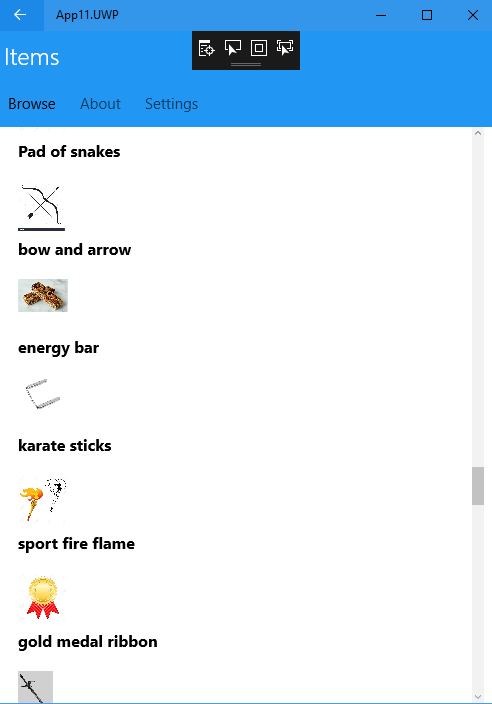 App11.UWP
Items
Browse About Settings
Pad of snakes
bow and arrow
energy bar
karate sticks
sport fire flame
gold medal ribbon